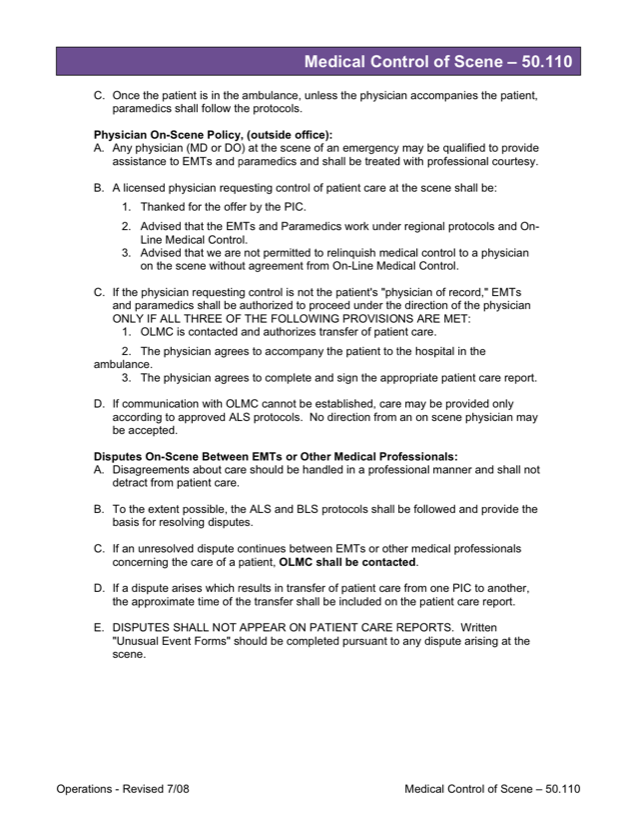 Medical Control of Scene – 50.110
C. Once the patient is in the ambulance, unless the physician accompanies the patient,
paramedics shall follow the protocols.
Physician On-Scene Policy, (outside office):
A. Any physician (MD or DO) at the scene of an emergency may be qualified to provide
assistance to EMTs and paramedics and shall be treated with professional courtesy.
B. A licensed physician requesting control of patient care at the scene shall be:
1. Thanked for the offer by the PIC.
2. Advised that the EMTs and Paramedics work under regional protocols and On-
Line Medical Control.
3. Advised that we are not permitted to relinquish medical control to a physician
on the scene without agreement from On-Line Medical Control.
C. If the physician requesting control is not the patient's "physician of record," EMTs
and paramedics shall be authorized to proceed under the direction of the physician
ONLY IF ALL THREE OF THE FOLLOWING PROVISIONS ARE MET:
1. OLMC is contacted and authorizes transfer of patient care.
2. The physician agrees to accompany the patient to the hospital in the
ambulance.
3. The physician agrees to complete and sign the appropriate patient care report.
D. If communication with OLMC cannot be established, care may be provided only
according to approved ALS protocols. No direction from an on scene physician may
be accepted.
Disputes On-Scene Between EMTs or Other Medical Professionals:
A. Disagreements about care should be handled in a professional manner and shall not
detract from patient care.
B. To the extent possible, the ALS and BLS protocols shall be followed and provide the
basis for resolving disputes.
C. If an unresolved dispute continues between EMTs or other medical professionals
concerning the care of a patient, OLMC shall be contacted.
D. If a dispute arises which results in transfer of patient care from one PIC to another,
the approximate time of the transfer shall be included on the patient care report.
E. DISPUTES SHALL NOT APPEAR ON PATIENT CARE REPORTS. Written
"Unusual Event Forms" should be completed pursuant to any dispute arising at the
scene.
Operations - Revised 7/08 Medical Control of Scene – 50.110